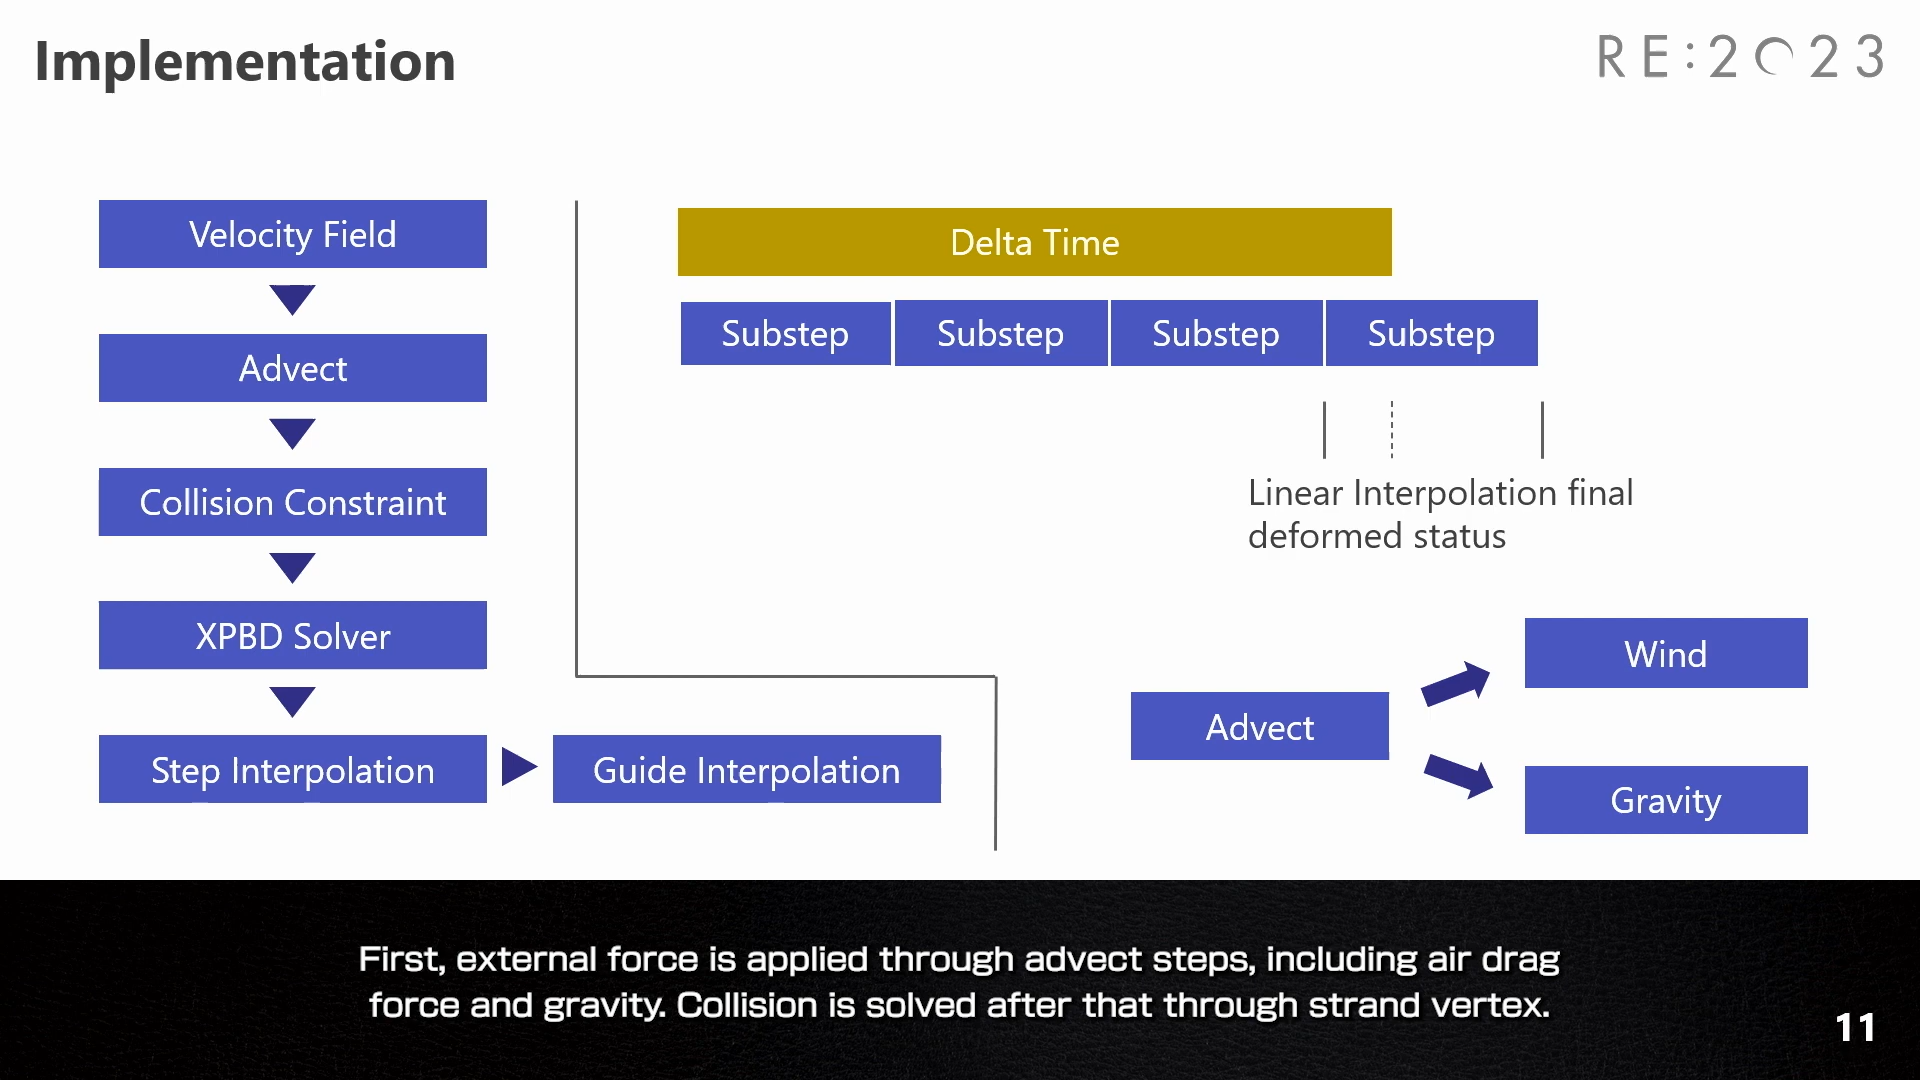 Implementation
RE:2023
Velocity Field
Advect
Collision Constraint
XPBD Solver
Step Interpolation
Guide Interpolation
Delta Time
Substep
Substep
Substep
Substep
Linear Interpolation final
deformed status
Advect
Wind
Gravity
First, external force is applied through advect steps, including air drag
force and gravity. Collision is solved after that through strand vertex.
11